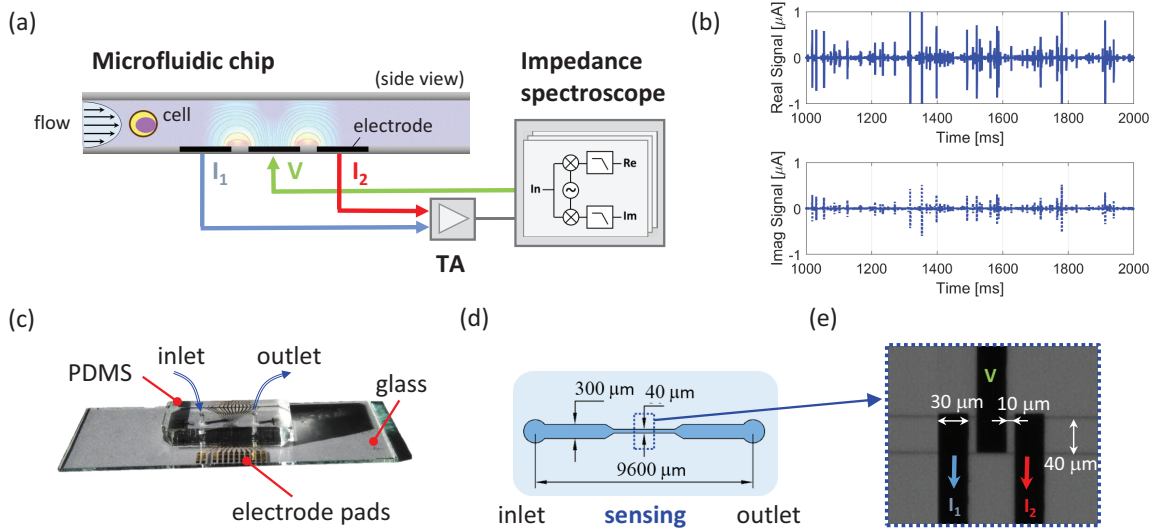 (a)
Microfluidic chip
(side view)
flow
cell
electrode
I1
V
I2
TA
Impedance
spectroscope
In
Re
Im
(b)
Real Signal [μA]
1
0
-1
1000 1200 1400 1600 1800 2000
Time [ms]
Imag Signal [μA]
1
0
-1
1000 1200 1400 1600 1800 2000
Time [ms]
(c)
inlet
outlet
PDMS
glass
electrode pads
(d)
300 μm
40 μm
9600 μm
inlet
sensing
outlet
(e)
V
30 μm
10 μm
40 μm
I1
I2